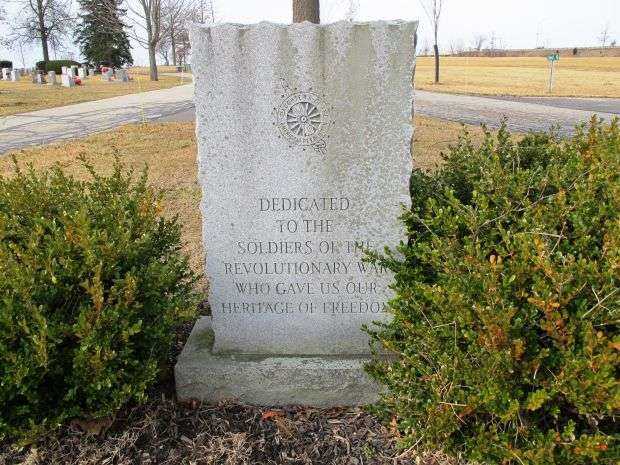 DEDICATED
TO THE
SOLDIERS OF THE
REVOLUTIONARY WAR
WHO GAVE US OUR
HERITAGE OF FREEDOM